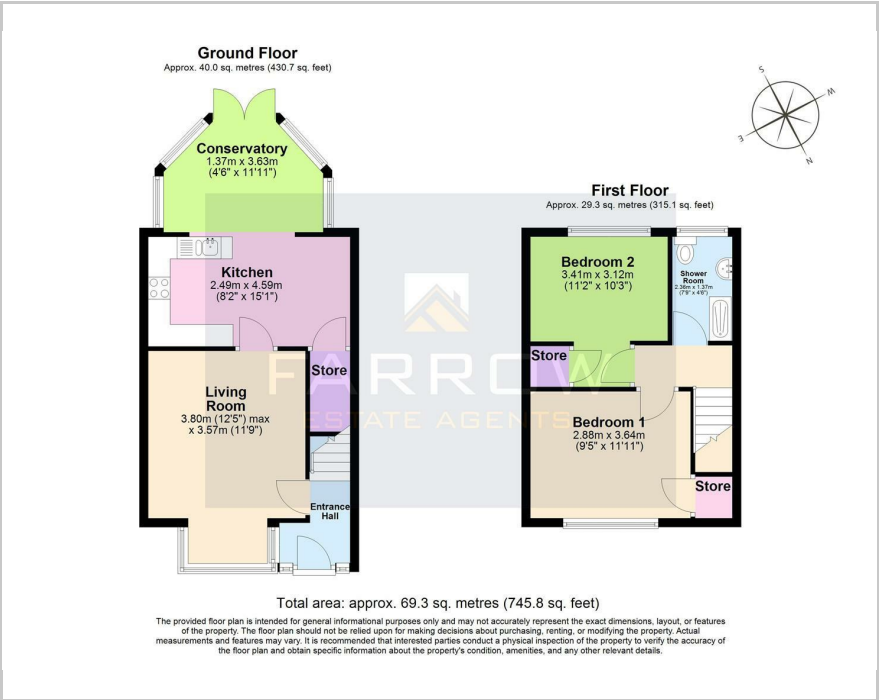 Ground Floor
Approx. 40.0 sq. metres (430.7 sq. feet)
Conservatory
1.37m x 3.63m
(4'6" x 11'11")
Kitchen
2.49m x 4.59m
(8'2" x 15'1")
Store
Living
Room
3.80m (12'5") max
x 3.57m (11'9")
Entrance
Hall
S
W
E
N
First Floor
Approx. 29.3 sq. metres (315.1 sq. feet)
Bedroom 2
3.41m x 3.12m
(11'2" x 10'3")
Shower
Room
2.36m x 1.37m
(7'9" x 4'6")
Store
Bedroom 1
2.88m x 3.64m
(9'5" x 11'11")
Store
FARROW
ESTATE AGENTS
Total area: approx. 69.3 sq. metres (745.8 sq. feet)
The provided floor plan is intended for general informational purposes only and may not accurately represent the exact dimensions, layout, or features
of the property. The floor plan should not be relied upon for making decisions about purchasing, renting, or modifying the property. Actual
measurements and features may vary. It is recommended that interested parties conduct a physical inspection of the property to verify the accuracy of
the floor plan and obtain specific information about the property's condition, amenities, and any other relevant details.